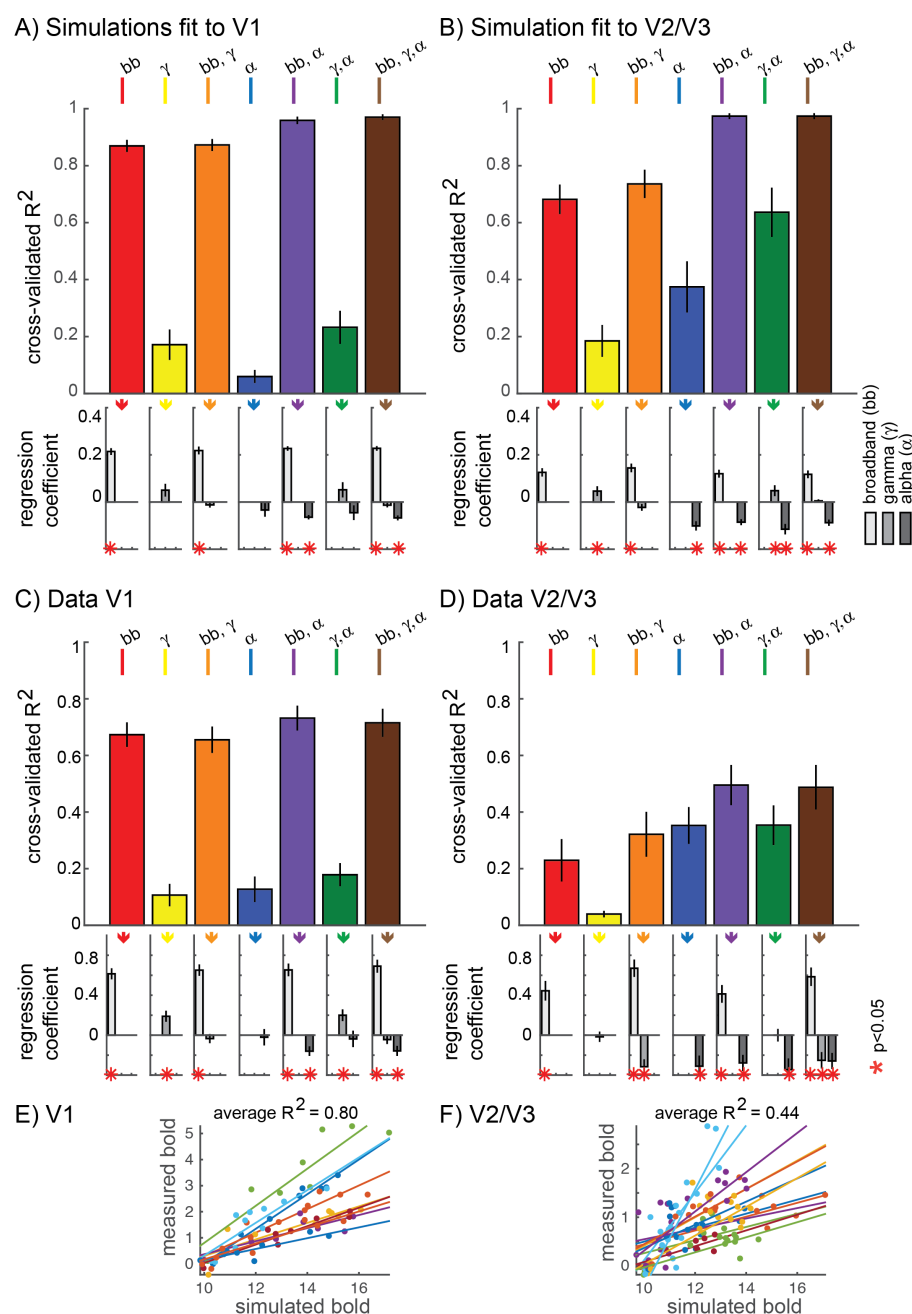 A) Simulations fit to V1
bb γ bb, γ α bb, α γ,α bb, γ,α
cross-validated R2
1
0.8
0.6
0.4
0.2
0
regression coefficient
0.4
0.2
0
B) Simulation fit to V2/V3
bb γ bb, γ α bb, α γ,α bb, γ,α
cross-validated R2
1
0.8
0.6
0.4
0.2
0
regression coefficient
0.4
0.2
0
broadband (bb)
gamma (γ)
alpha (α)
C) Data V1
bb γ bb, γ α bb, α γ,α bb, γ,α
cross-validated R2
1
0.8
0.6
0.4
0.2
0
regression coefficient
0.8
0.4
0
D) Data V2/V3
bb γ bb, γ α bb, α γ,α bb, γ,α
cross-validated R2
1
0.8
0.6
0.4
0.2
0
regression coefficient
0.8
0.4
0
* p<0.05
E) V1
average R2 = 0.80
measured bold
5
4
3
2
1
0
10 12 14 16
simulated bold
F) V2/V3
average R2 = 0.44
measured bold
2
1
0
10 12 14 16
simulated bold